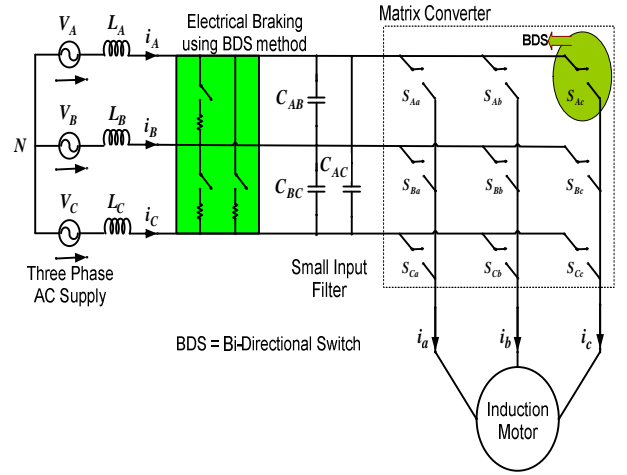 Matrix Converter
Electrical Braking
using BDS method
BDS
V_A L_A i_A
C_AB
S_Aa S_Ab S_Ac
N
V_B L_B i_B
C_BC C_AC
S_Ba S_Bb S_Bc
V_C L_C i_C
S_Ca S_Cb S_Cc
Three Phase
AC Supply
Small Input
Filter
BDS = Bi-Directional Switch
i_a i_b i_c
Induction
Motor